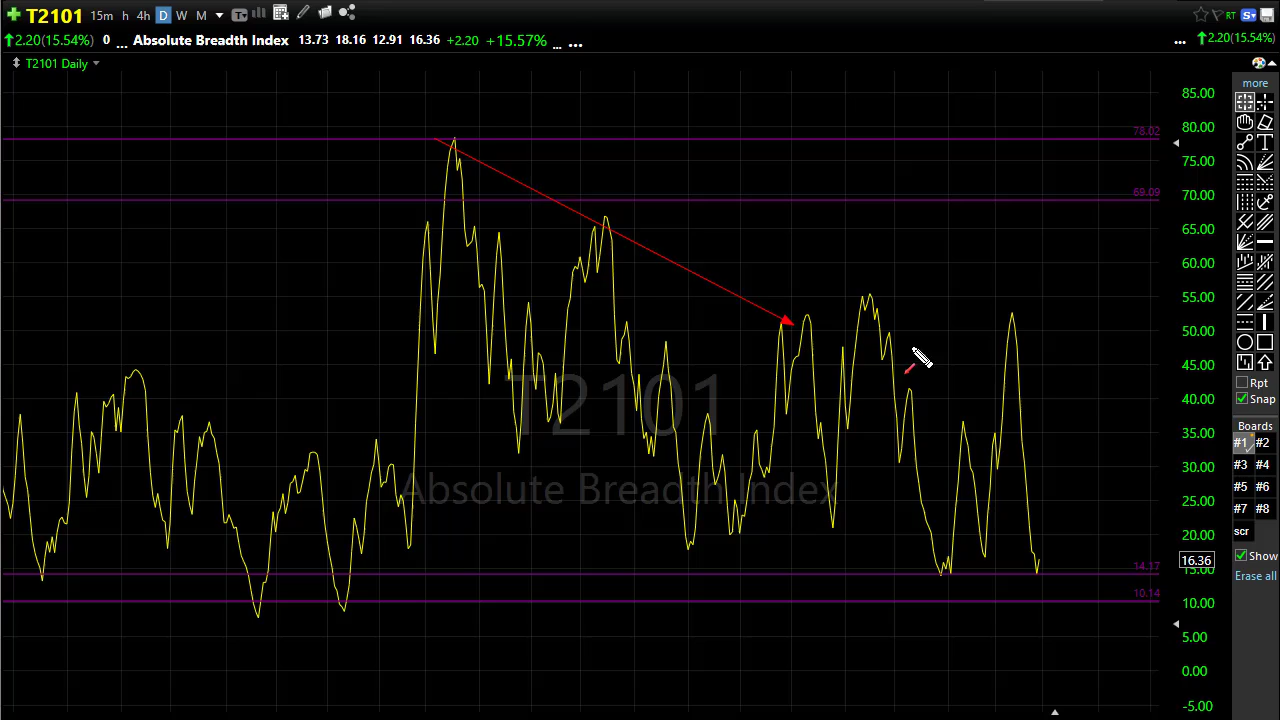 T2101 15m h 4h D W M T RT S
2.20(15.54%) 0 ... Absolute Breadth Index 13.73 18.16 12.91 16.36 +2.20 +15.57% ... ... ... 2.20(15.54%)
T2101 Daily
more
85.00
78.02
80.00
75.00
69.09
70.00
65.00
60.00
55.00
50.00
45.00
40.00
35.00
30.00
25.00
20.00
14.17
15.00
16.36
10.14
10.00
5.00
0.00
-5.00
T2101
Absolute Breadth Index
Rpt
Snap
Boards
#1 #2
#3 #4
#5 #6
#7 #8
scr
Show
Erase all